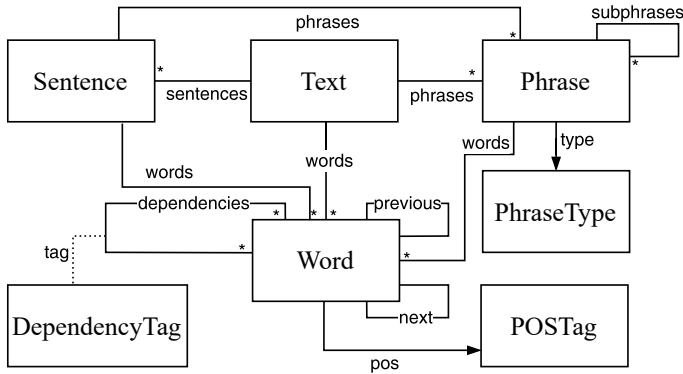 phrases
subphrases
*
*
*
*
Sentence
Text
Phrase
sentences
phrases
words
type
words
words
PhraseType
dependencies
previous
*
*
*
tag
*
Word
*
next
DependencyTag
POSTag
pos